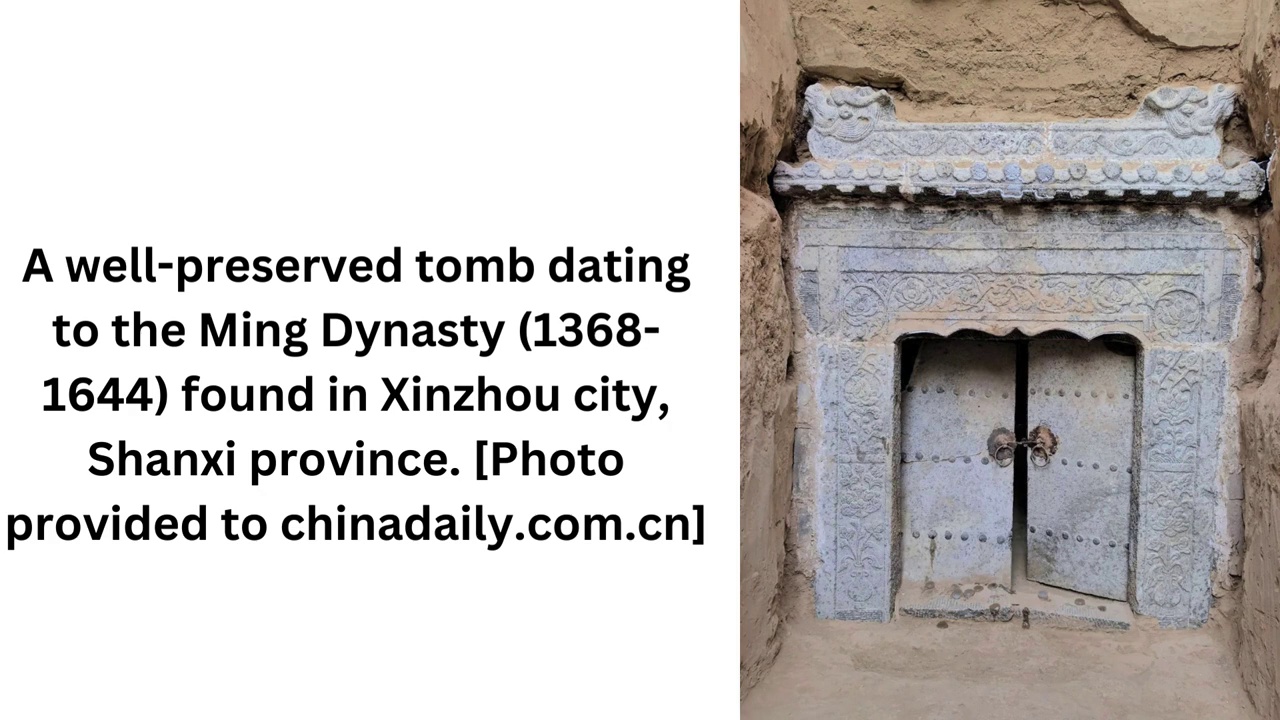 A well-preserved tomb dating
to the Ming Dynasty (1368-
1644) found in Xinzhou city,
Shanxi province. [Photo
provided to chinadaily.com.cn]